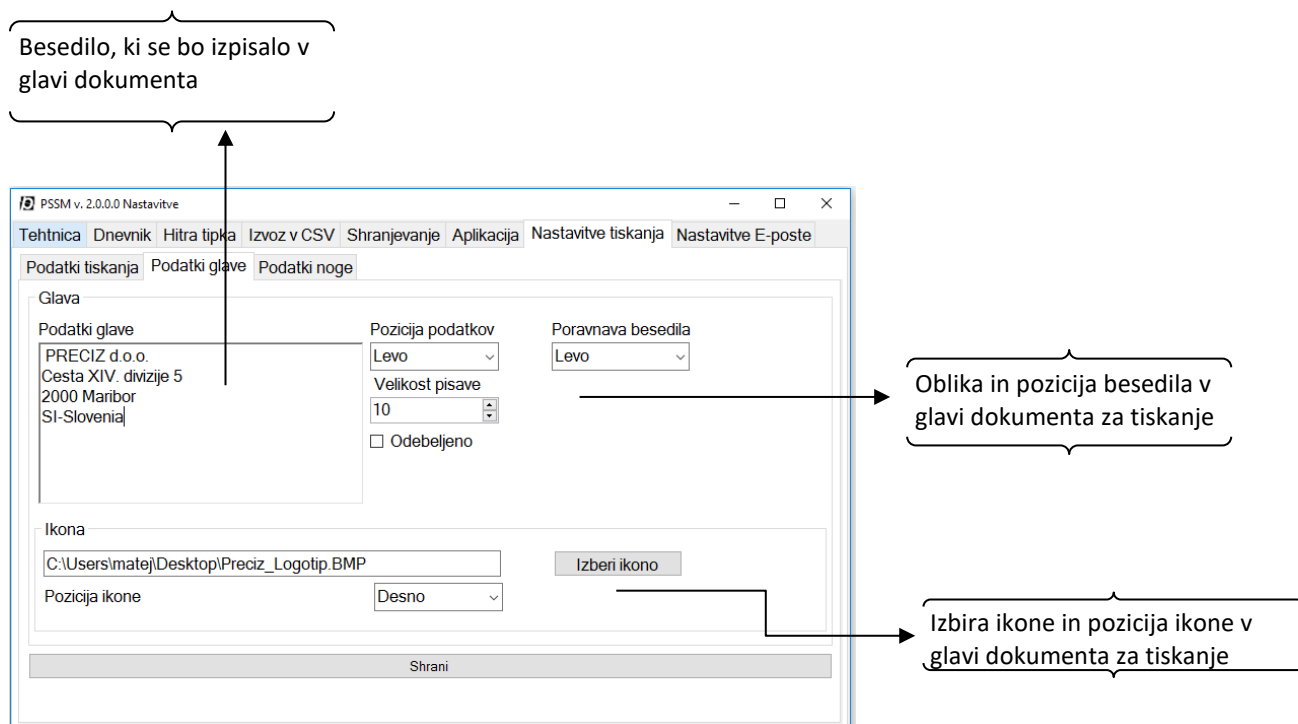 Besedilo, ki se bo izpisalo v
glavi dokumenta
PSSM v. 2.0.0.0 Nastavitve
Tehtnica Dnevnik Hitra tipka Izvoz v CSV Shranjevanje Aplikacija Nastavitve tiskanja Nastavitve E-poste
Podatki tiskanja Podatki glave Podatki noge
Glava
Podatki glave
PRECIZ d.o.o.
Cesta XIV. divizije 5
2000 Maribor
SI-Slovenia
Pozicija podatkov
Levo
Velikost pisave
10
Odebeljeno
Poravnava besedila
Levo
Oblika in pozicija besedila v
glavi dokumenta za tiskanje
Ikona
C:\Users\matej\Desktop\Preciz_Logotip.BMP
Izberi ikono
Pozicija ikone
Desno
Izbira ikone in pozicija ikone v
glavi dokumenta za tiskanje
Shrani